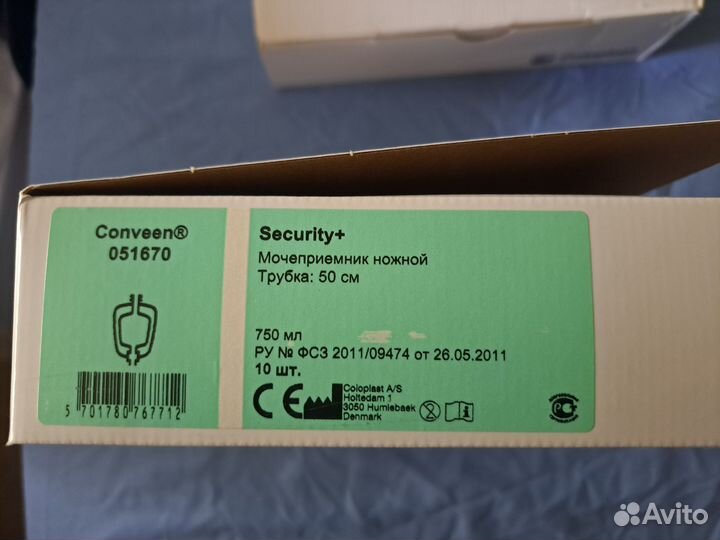 Conveen®
051670
5 701780 767712
Security+
Мочеприемник ножной
Трубка: 50 см
750 мл
РУ № ФСЗ 2011/09474 от 26.05.2011
10 шт.
CE
Coloplast A/S
Holtedam 1
3050 Humlebaek
Denmark
Avito